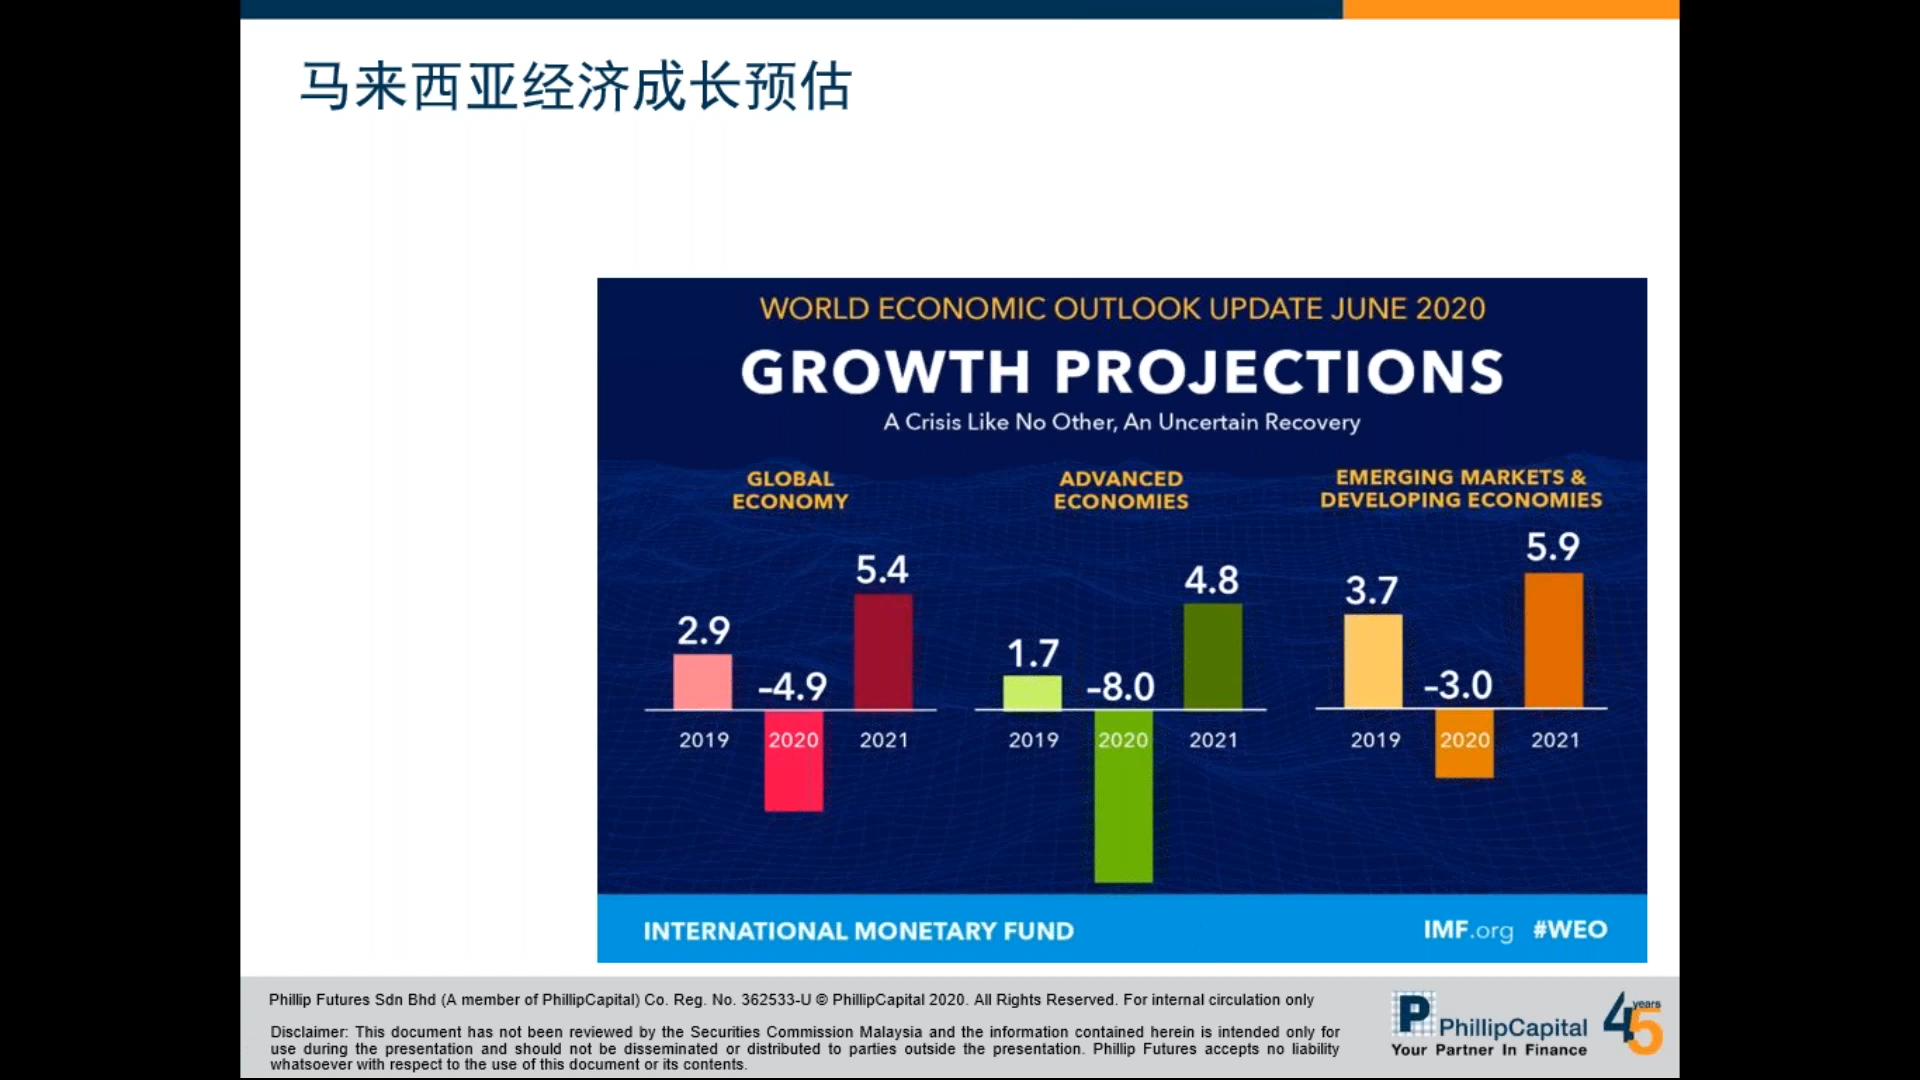 马来西亚经济成长预估
WORLD ECONOMIC OUTLOOK UPDATE JUNE 2020
GROWTH PROJECTIONS
A Crisis Like No Other, An Uncertain Recovery
GLOBAL
ECONOMY
2.9
-4.9
5.4
2019
2020
2021
ADVANCED
ECONOMIES
1.7
-8.0
4.8
2019
2020
2021
EMERGING MARKETS &
DEVELOPING ECONOMIES
3.7
-3.0
5.9
2019
2020
2021
INTERNATIONAL MONETARY FUND
IMF.org #WEO
Phillip Futures Sdn Bhd (A member of PhillipCapital) Co. Reg. No. 362533-U © PhillipCapital 2020. All Rights Reserved. For internal circulation only
Disclaimer: This document has not been reviewed by the Securities Commission Malaysia and the information contained herein is intended only for
use during the presentation and should not be disseminated or distributed to parties outside the presentation. Phillip Futures accepts no liability
whatsoever with respect to the use of this document or its contents.
P PhillipCapital
Your Partner In Finance
45 years